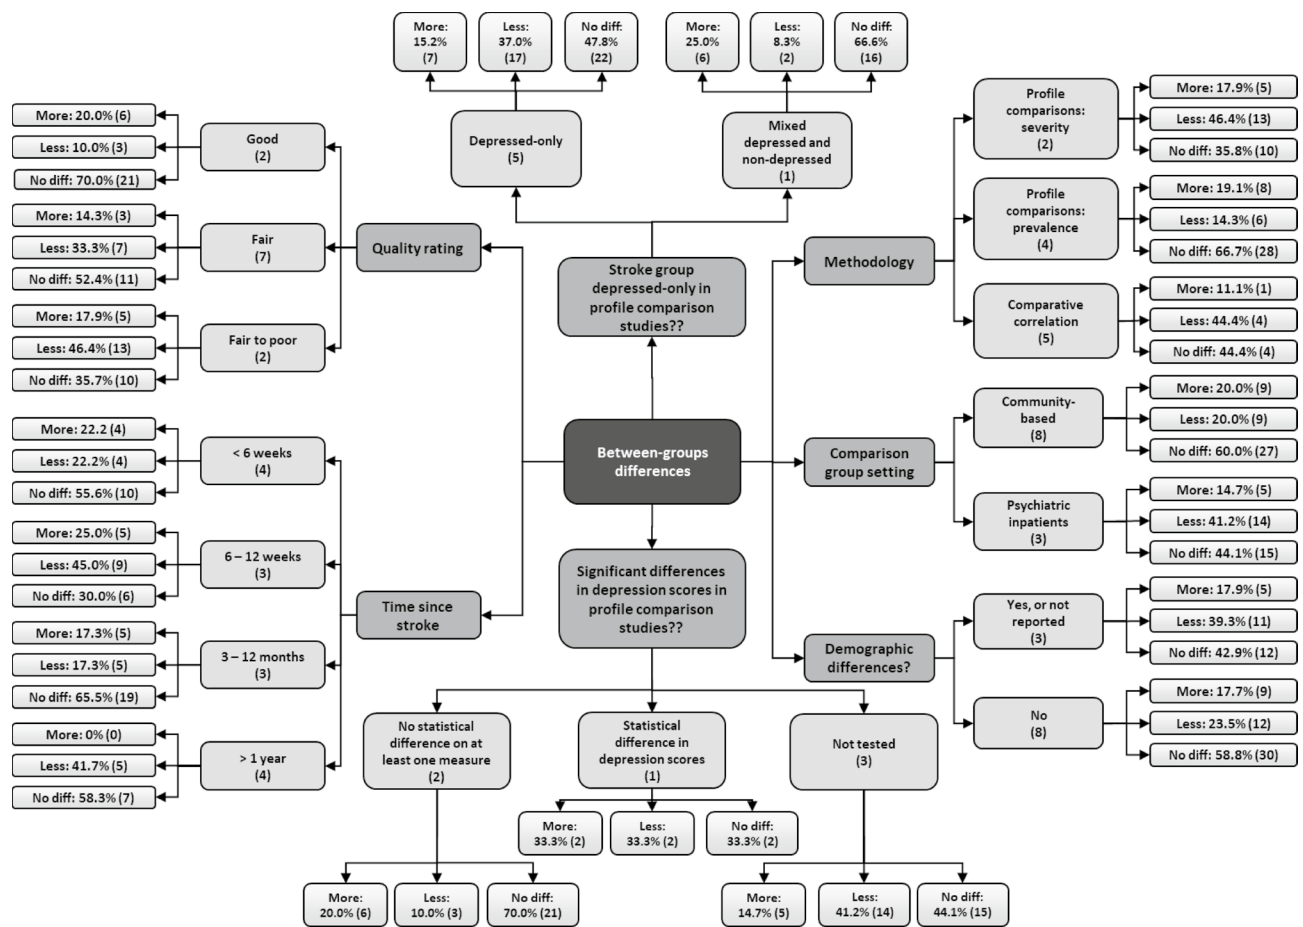 More:
15.2%
(7)
Less:
37.0%
(17)
No diff:
47.8%
(22)
More:
25.0%
(6)
Less:
8.3%
(2)
No diff:
66.6%
(16)
Depressed-only
(5)
Mixed
depressed and
non-depressed
(1)
Stroke group
depressed-only in
profile comparison
studies??
More: 20.0% (6)
Less: 10.0% (3)
No diff: 70.0% (21)
Good
(2)
More: 14.3% (3)
Less: 33.3% (7)
No diff: 52.4% (11)
Fair
(7)
More: 17.9% (5)
Less: 46.4% (13)
No diff: 35.7% (10)
Fair to poor
(2)
Quality rating
More: 22.2 (4)
Less: 22.2% (4)
No diff: 55.6% (10)
< 6 weeks
(4)
More: 25.0% (5)
Less: 45.0% (9)
No diff: 30.0% (6)
6 – 12 weeks
(3)
More: 17.3% (5)
Less: 17.3% (5)
No diff: 65.5% (19)
3 – 12 months
(3)
More: 0% (0)
Less: 41.7% (5)
No diff: 58.3% (7)
> 1 year
(4)
Time since
stroke
Between-groups
differences
Methodology
Profile
comparisons:
severity
(2)
More: 17.9% (5)
Less: 46.4% (13)
No diff: 35.8% (10)
Profile
comparisons:
prevalence
(4)
More: 19.1% (8)
Less: 14.3% (6)
No diff: 66.7% (28)
Comparative
correlation
(5)
More: 11.1% (1)
Less: 44.4% (4)
No diff: 44.4% (4)
Comparison
group setting
Community-
based
(8)
More: 20.0% (9)
Less: 20.0% (9)
No diff: 60.0% (27)
Psychiatric
inpatients
(3)
More: 14.7% (5)
Less: 41.2% (14)
No diff: 44.1% (15)
Demographic
differences?
Yes, or not
reported
(3)
More: 17.9% (5)
Less: 39.3% (11)
No diff: 42.9% (12)
No
(8)
More: 17.7% (9)
Less: 23.5% (12)
No diff: 58.8% (30)
Significant differences
in depression scores in
profile comparison
studies??
No statistical
difference on at
least one measure
(2)
Statistical
difference in
depression scores
(1)
Not tested
(3)
More:
33.3% (2)
Less:
33.3% (2)
No diff:
33.3% (2)
More:
20.0% (6)
Less:
10.0% (3)
No diff:
70.0% (21)
More:
14.7% (5)
Less:
41.2% (14)
No diff:
44.1% (15)